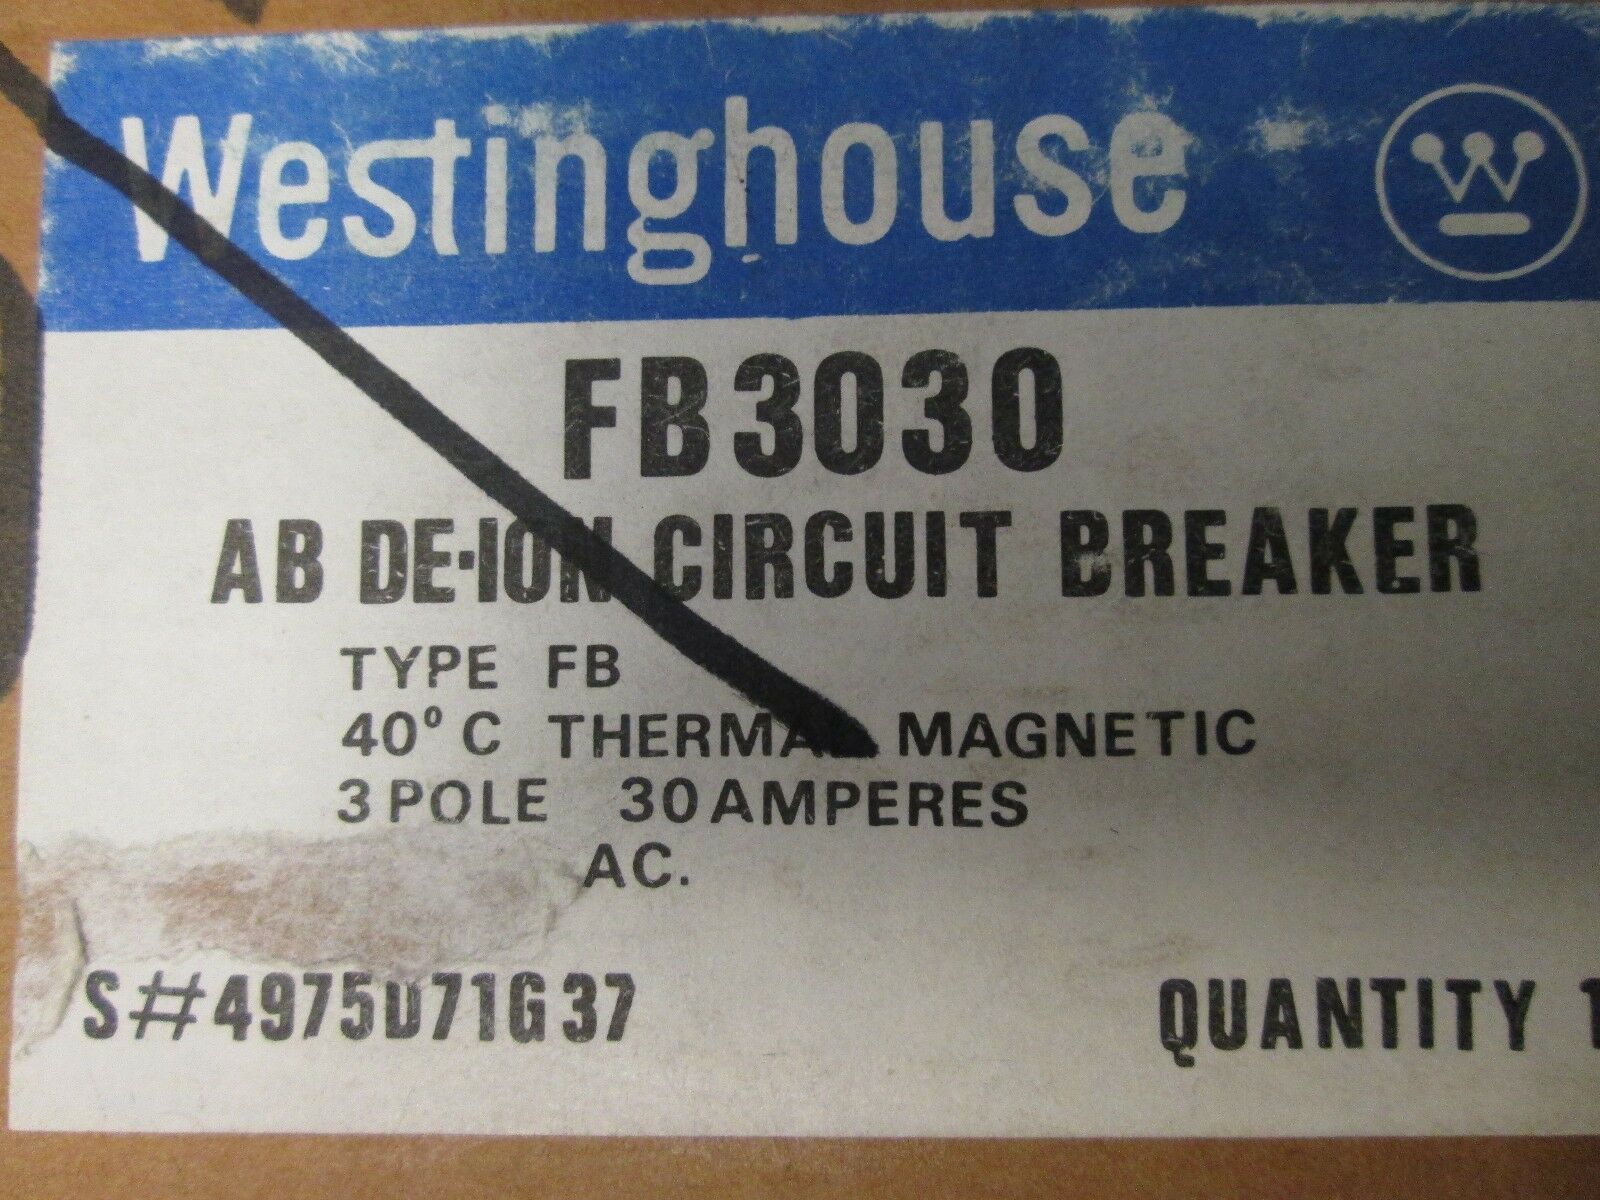 Westinghouse W
FB3030
AB DE-ION CIRCUIT BREAKER
TYPE FB
40° C THERMAL MAGNETIC
3 POLE 30 AMPERES
AC.
S#4975D71G37 QUANTITY 1